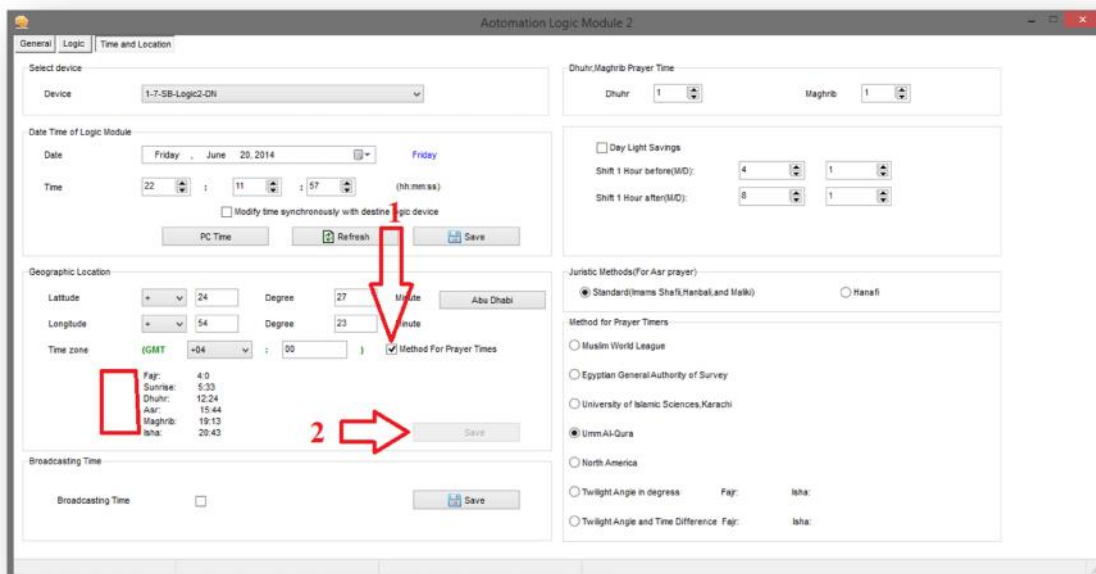 Aotomation Logic Module 2
General Logic Time and Location
Select device
Device 1-7-SB-Logic2-DN
Date Time of Logic Module
Date Friday , June 20, 2014 Friday
Time 22 : 11 : 57 (hh:mm:ss)
Modify time synchronously with destine logic device
1
PC Time Refresh Save
Geographic Location
Latitude + 24 Degree 27 Minute Abu Dhabi
Longitude + 54 Degree 23 Minute
Time zone (GMT +04 : 00 ) Method For Prayer Times
Fajr: 4:0
Sunrise: 5:33
Dhuhr: 12:24
Asr: 15:44
Maghrib: 19:13
Isha: 20:43
2 Save
Broadcasting Time
Broadcasting Time Save
Dhuhr,Maghrib Prayer Time
Dhuhr 1 Maghrib 1
Day Light Savings
Shift 1 Hour before(M/D): 4 1
Shift 1 Hour after(M/D): 8 1
Juristic Methods(For Asr prayer)
Standard(Imams Shafii,Hanbali,and Maliki) Hanafi
Method for Prayer Timers
Muslim World League
Egyptian General Authority of Survey
University of Islamic Sciences,Karachi
Umm Al-Qura
North America
Twilight Angle in degress Fajr: Isha:
Twilight Angle and Time Difference Fajr: Isha: